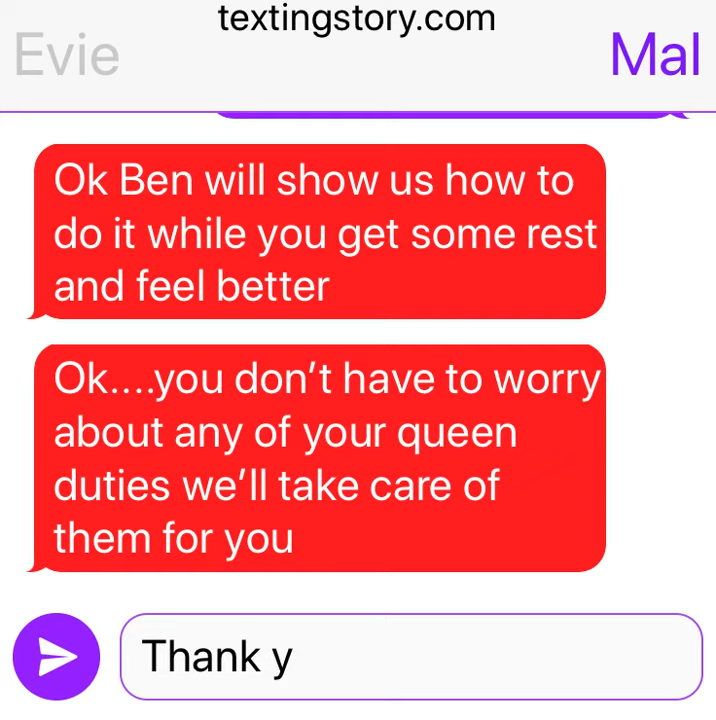 textingstory.com
Evie
Mal
Ok Ben will show us how to
do it while you get some rest
and feel better
Ok....you don't have to worry
about any of your queen
duties we'll take care of
them for you
Thank y